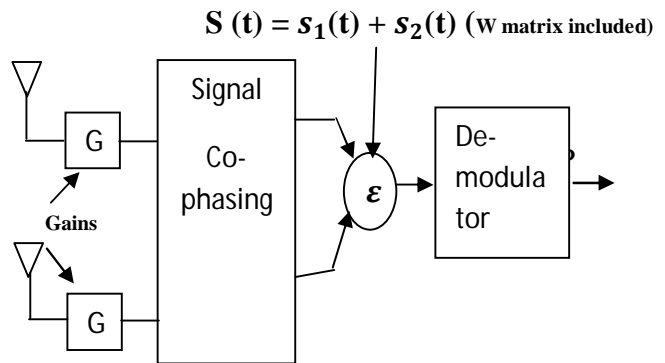 S (t) = s₁(t) + s₂(t) (W matrix included)
Signal
Co-
phasing
G
De-
modula
tor
ε
Gains
G